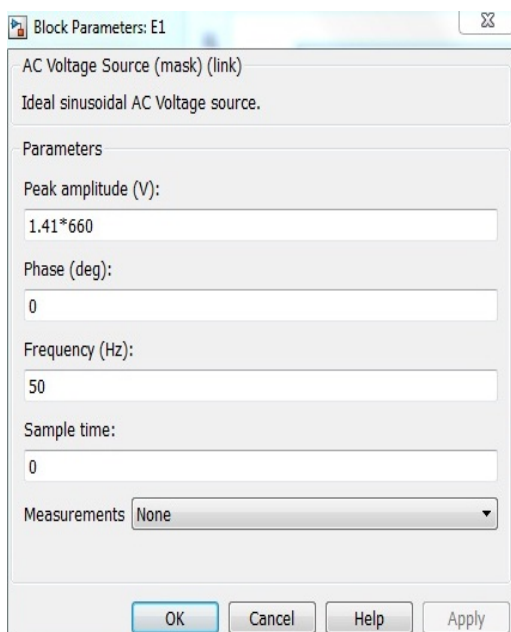 Block Parameters: E1
AC Voltage Source (mask) (link)
Ideal sinusoidal AC Voltage source.
Parameters
Peak amplitude (V):
1.41*660
Phase (deg):
0
Frequency (Hz):
50
Sample time:
0
Measurements None
OK Cancel Help Apply